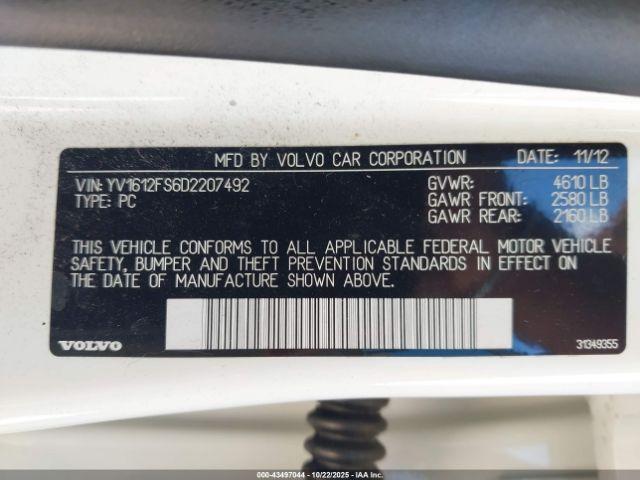 MFD BY VOLVO CAR CORPORATION DATE: 11/12
VIN: YV1612FS6D2207492 GVWR: 4610 LB
TYPE: PC GAWR FRONT: 2580 LB
GAWR REAR: 2160 LB
THIS VEHICLE CONFORMS TO ALL APPLICABLE FEDERAL MOTOR VEHICLE
SAFETY, BUMPER AND THEFT PREVENTION STANDARDS IN EFFECT ON
THE DATE OF MANUFACTURE SHOWN ABOVE.
VOLVO 31349355
000-43497044 | 10/22/2025 | IAA Inc.